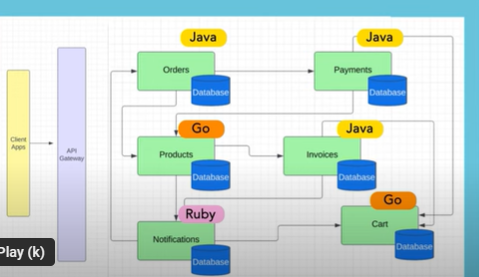 Java
Java
Orders
Payments
Database
Database
Go
Java
Client
Apps
API
Gateway
Products
Invoices
Database
Database
Ruby
Go
Cart
Notifications
Database
Database
Play (k)